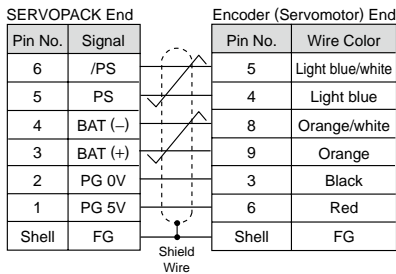 SERVOPACK End Encoder (Servomotor) End
Pin No. Signal Pin No. Wire Color
6 /PS 5 Light blue/white
5 PS 4 Light blue
4 BAT (−) 8 Orange/white
3 BAT (+) 9 Orange
2 PG 0V 3 Black
1 PG 5V 6 Red
Shell FG Shell FG
Shield
Wire